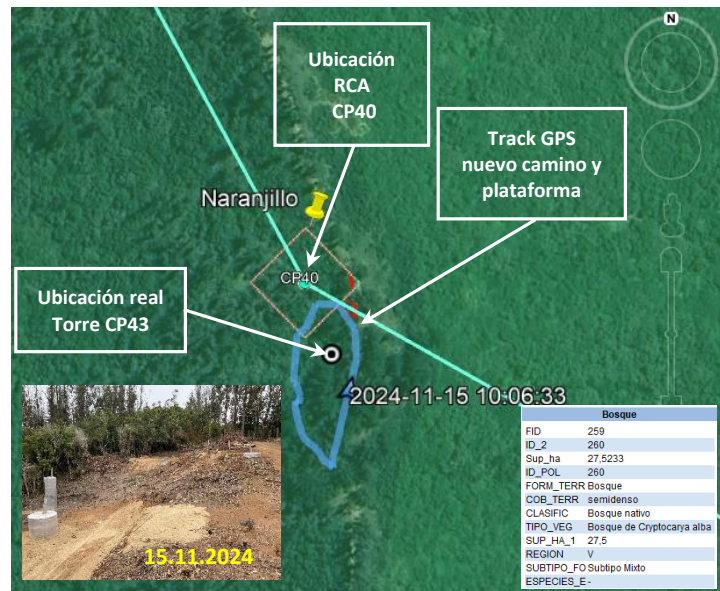 N
Ubicación
RCA
CP40
Track GPS
nuevo camino y
plataforma
Naranjillo
CP40
Ubicación real
Torre CP43
2024-11-15 10:06:33
15.11.2024
Bosque
FID 259
ID_2 260
Sup_ha 27,5233
ID_POL 260
FORM_TERR Bosque
COB_TERR semidenso
CLASIFIC Bosque nativo
TIPO_VEG Bosque de Cryptocarya alba
SUP_HA_1 27,5
REGION V
SUBTIPO_FO Subtipo Mixto
ESPECIES_E -